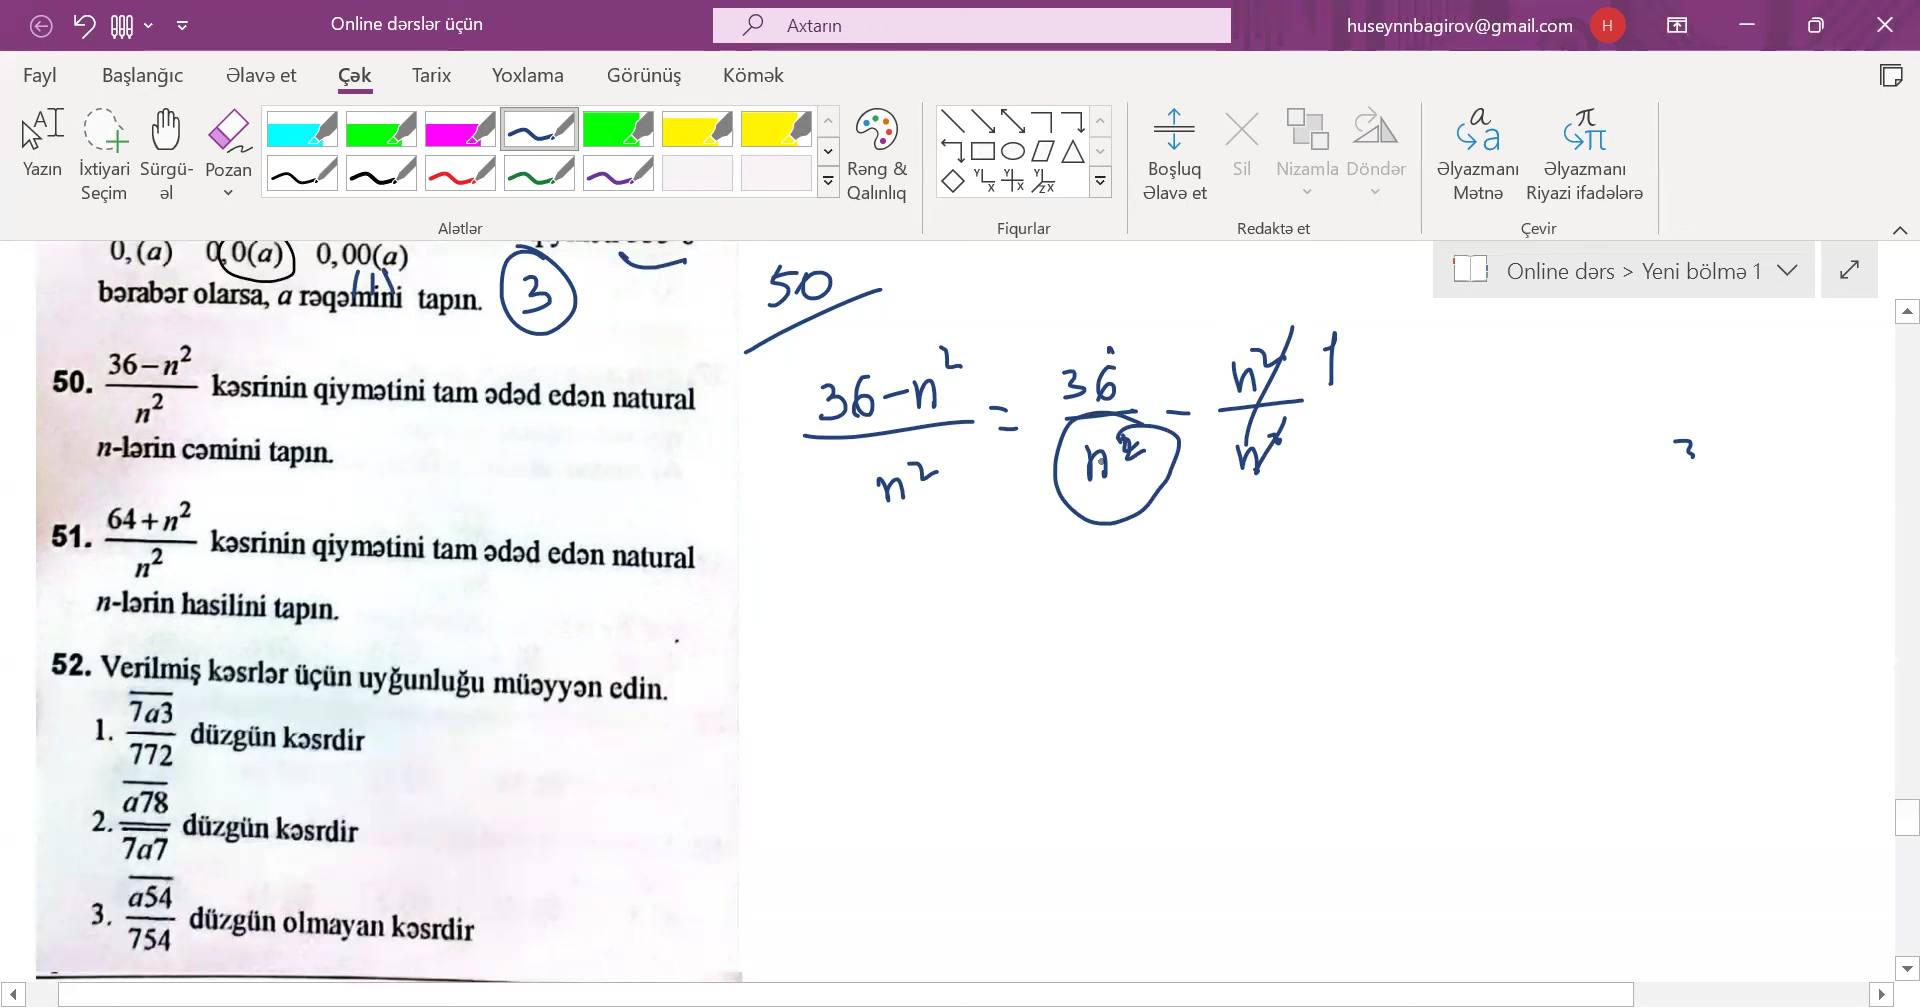 Online dərslər üçün
Axtarın
huseynnbagirov@gmail.com
H
Fayl Başlanğıc Əlavə et Çək Tarix Yoxlama Görünüş Kömək
Yazın
İxtiyari Seçim
Sürgü-əl
Pozan
Rəng & Qalınlıq
Boşluq Əlavə et
Sil
Nizamla
Döndər
Əlyazmanı Mətnə
Əlyazmanı Riyazi ifadələrə
Alətlər
Fiqurlar
Redaktə et
Çevir
Online dərs > Yeni bölmə 1
0,(a) 0,0(a) 0,00(a)
(1)
bərabər olarsa, a rəqəmini tapın.
3
50. (36−n²)/n² kəsrinin qiymətini tam ədəd edən natural
n-lərin cəmini tapın.
51. (64+n²)/n² kəsrinin qiymətini tam ədəd edən natural
n-lərin hasilini tapın.
52. Verilmiş kəsrlər üçün uyğunluğu müəyyən edin.
1. 7a3/772 düzgün kəsrdir
2. a78/7a7 düzgün kəsrdir
3. a54/754 düzgün olmayan kəsrdir
50
(36−n²)/n² = 36/n² − n²/n² 1